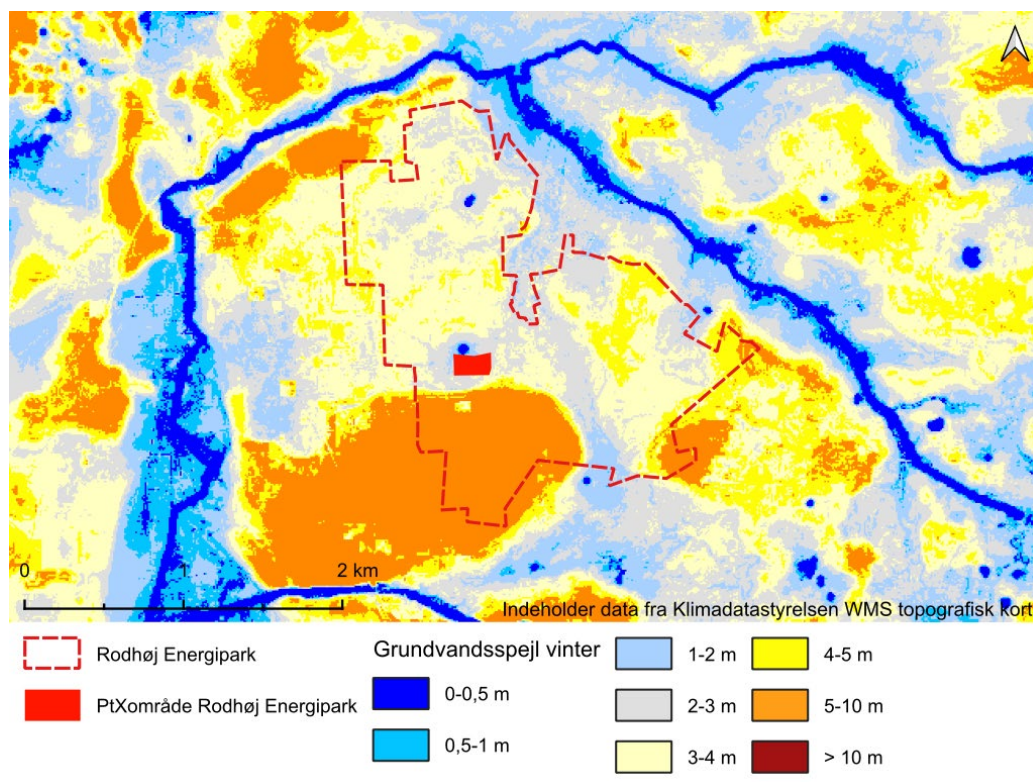 0
1
2 km
Indeholder data fra Klimadatastyrelsen WMS topografisk kort
Rodhøj Energipark
PtXområde Rodhøj Energipark
Grundvandsspejl vinter
0-0,5 m
0,5-1 m
1-2 m
2-3 m
3-4 m
4-5 m
5-10 m
> 10 m